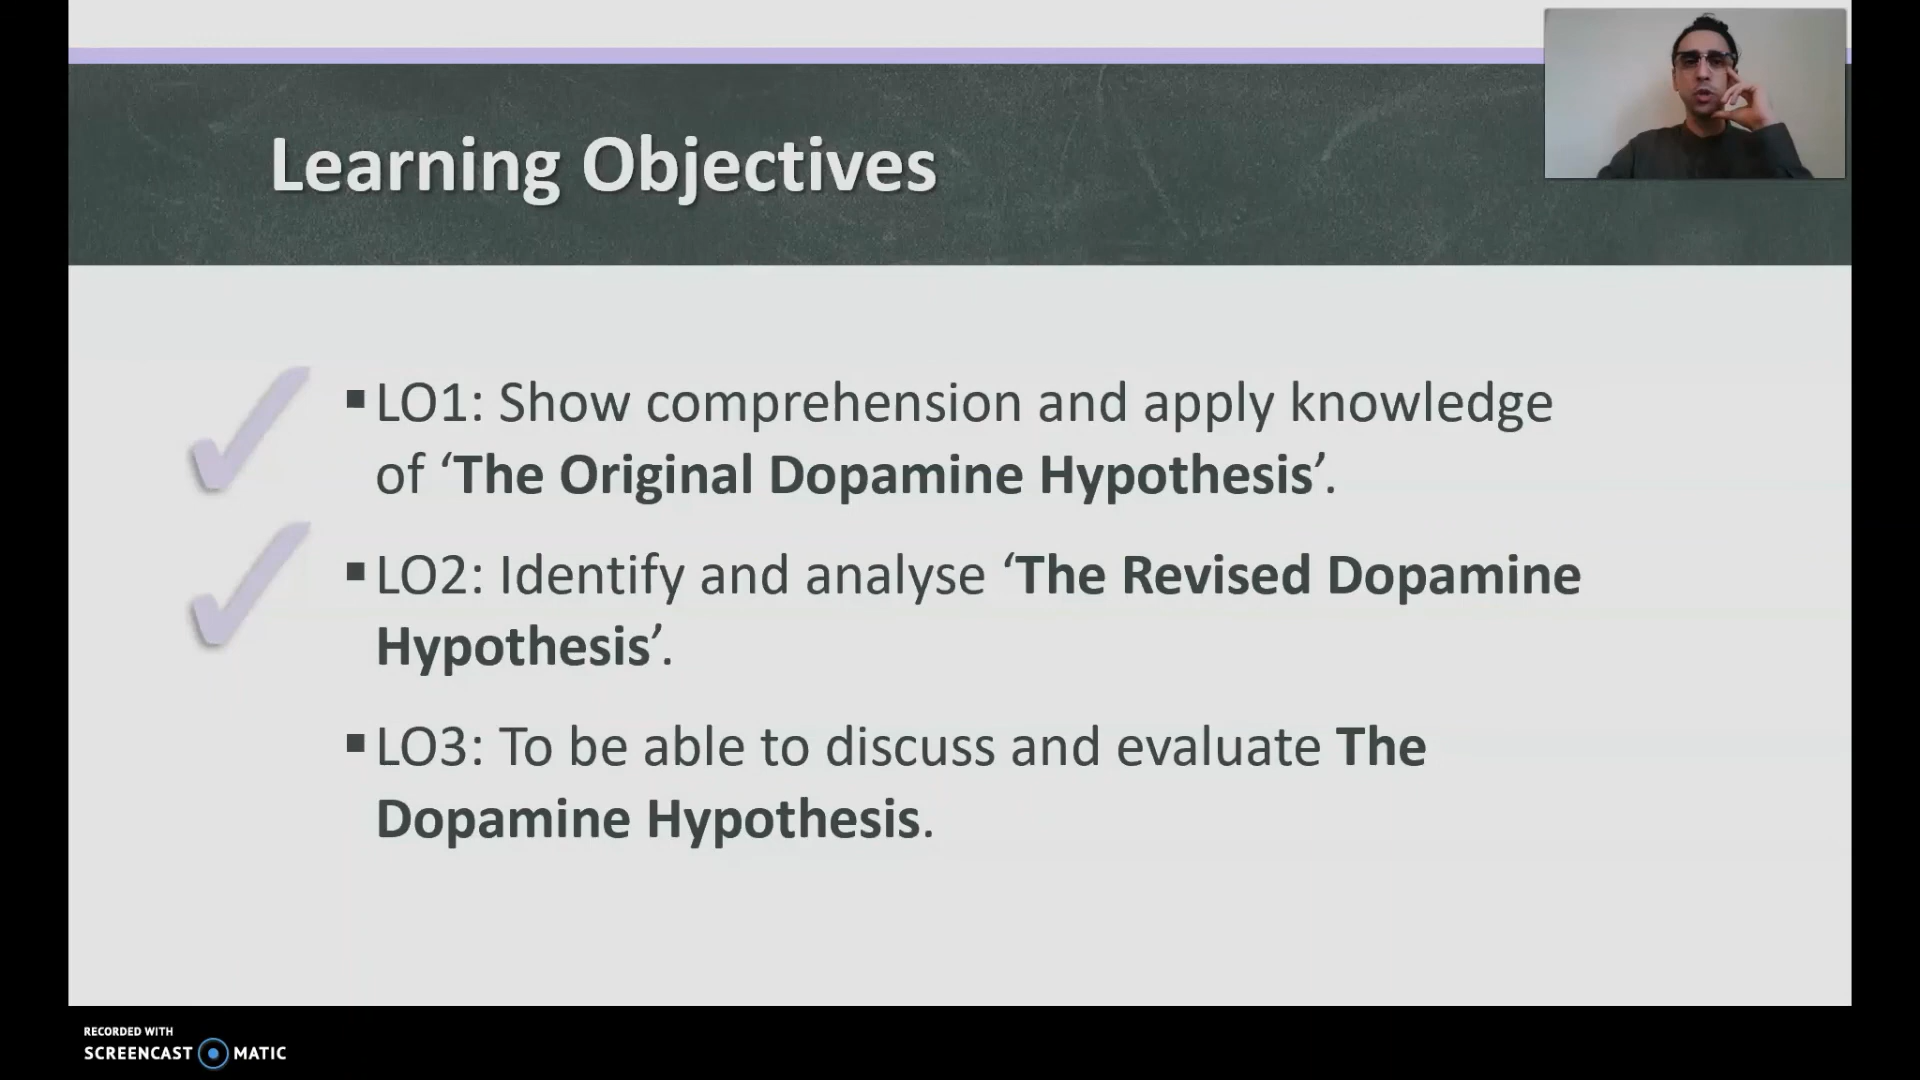 Learning Objectives
▪LO1: Show comprehension and apply knowledge
of ‘The Original Dopamine Hypothesis’.
▪LO2: Identify and analyse ‘The Revised Dopamine
Hypothesis’.
▪LO3: To be able to discuss and evaluate The
Dopamine Hypothesis.
RECORDED WITH
SCREENCAST MATIC